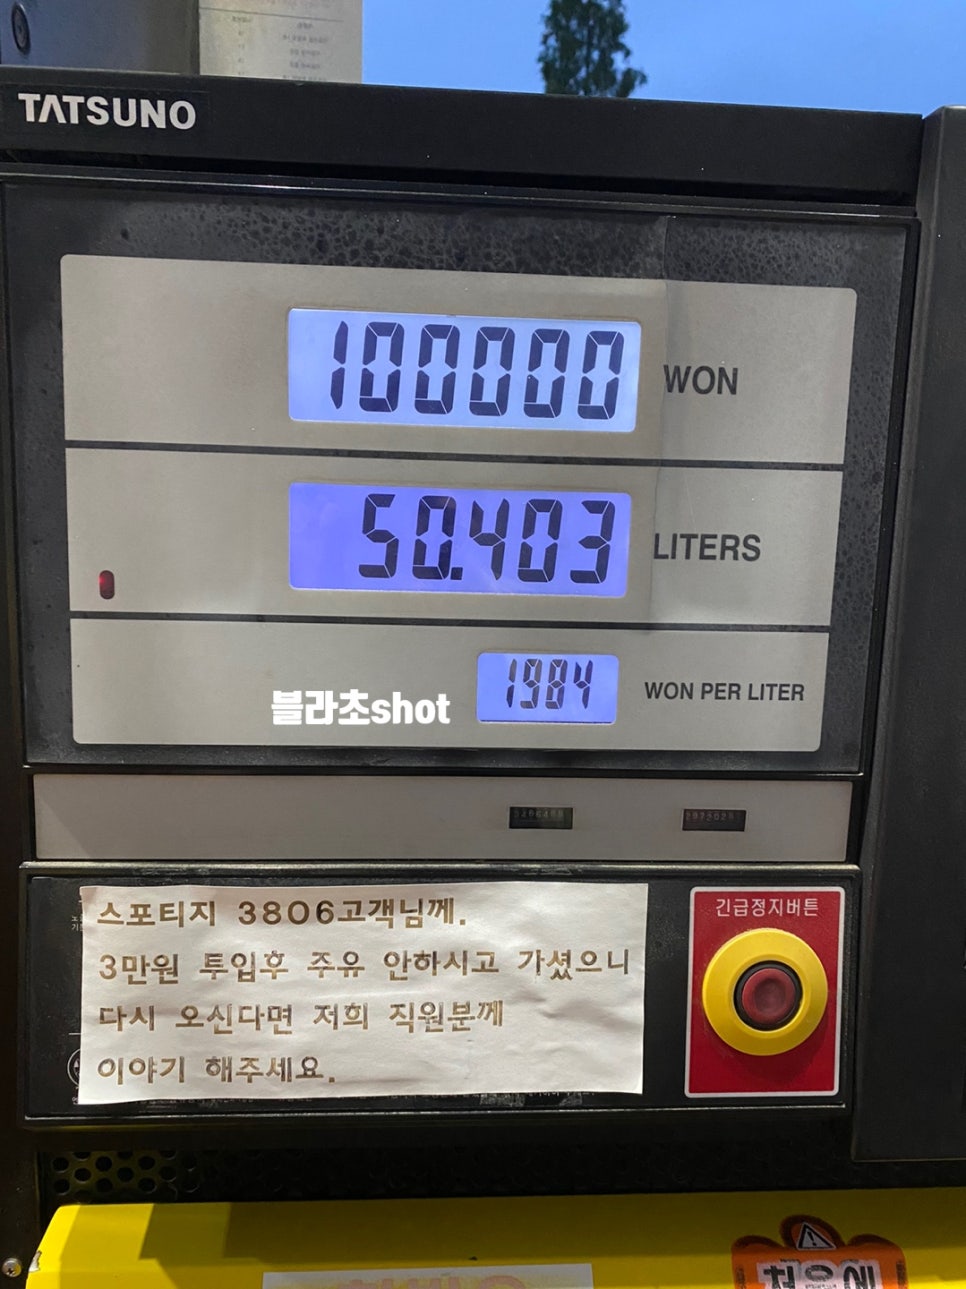 TATSUNO
100000 WON
50.403 LITERS
1984 WON PER LITER
블라초shot
스포티지 3806고객님께.
3만원 투입후 주유 안하시고 가셨으니
다시 오신다면 저희 직원분께
이야기 해주세요.
긴급정지버튼